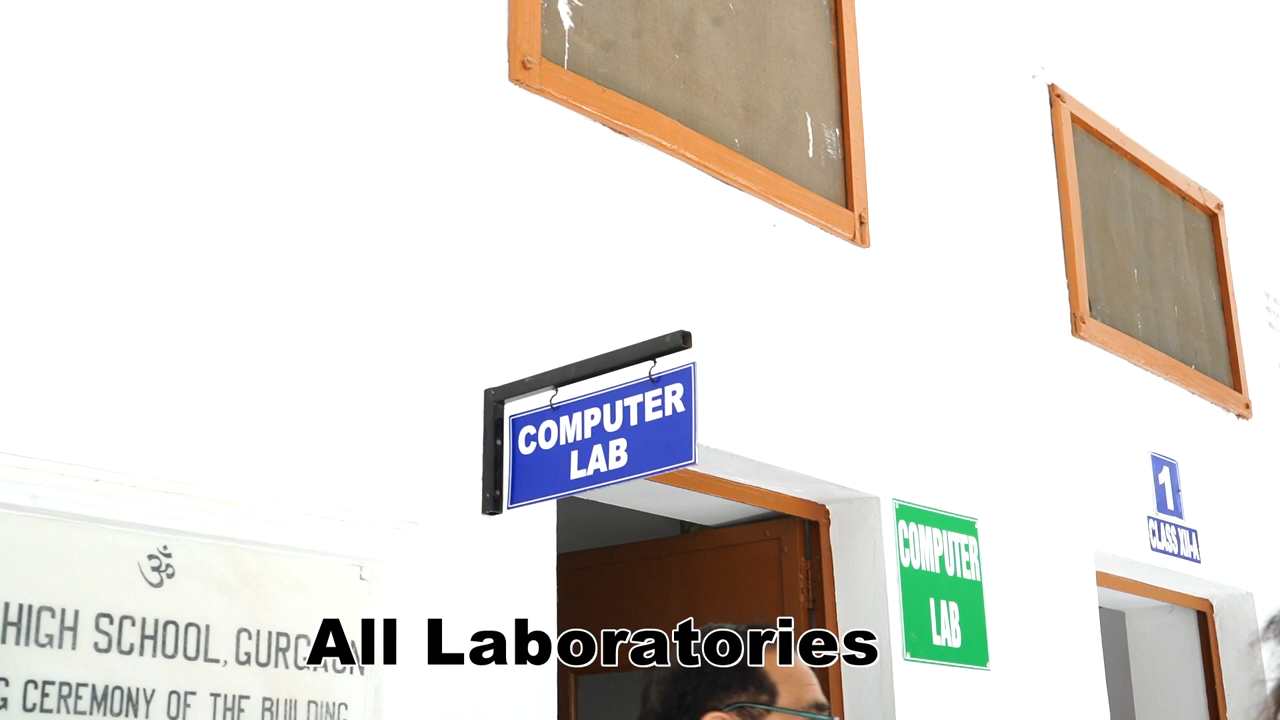 COMPUTER
LAB
COMPUTER
LAB
1
CLASS XII-A
ॐ
HIGH SCHOOL, GURGAON
CEREMONY OF THE BUILDING
All Laboratories